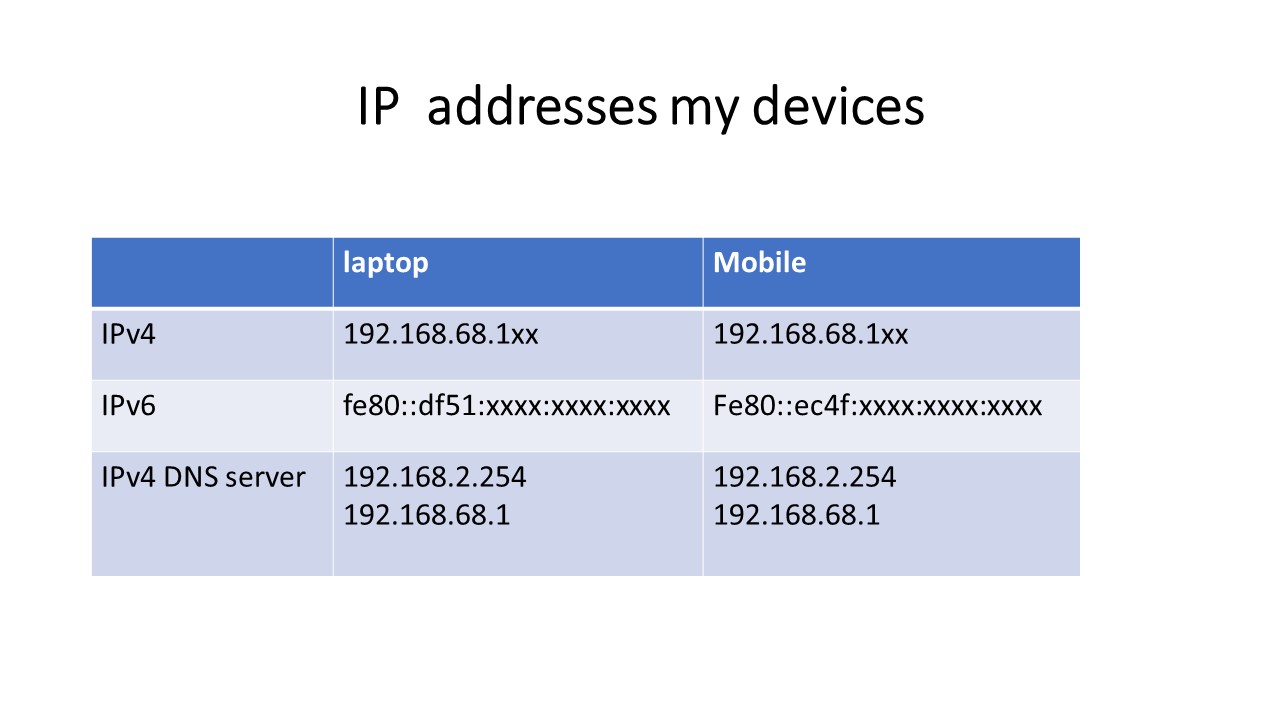 IP  addresses my devices
laptop Mobile
IPv4 192.168.68.1xx 192.168.68.1xx
IPv6 fe80::df51:xxxx:xxxx:xxxx Fe80::ec4f:xxxx:xxxx:xxxx
IPv4 DNS server 192.168.2.254 192.168.2.254
192.168.68.1 192.168.68.1